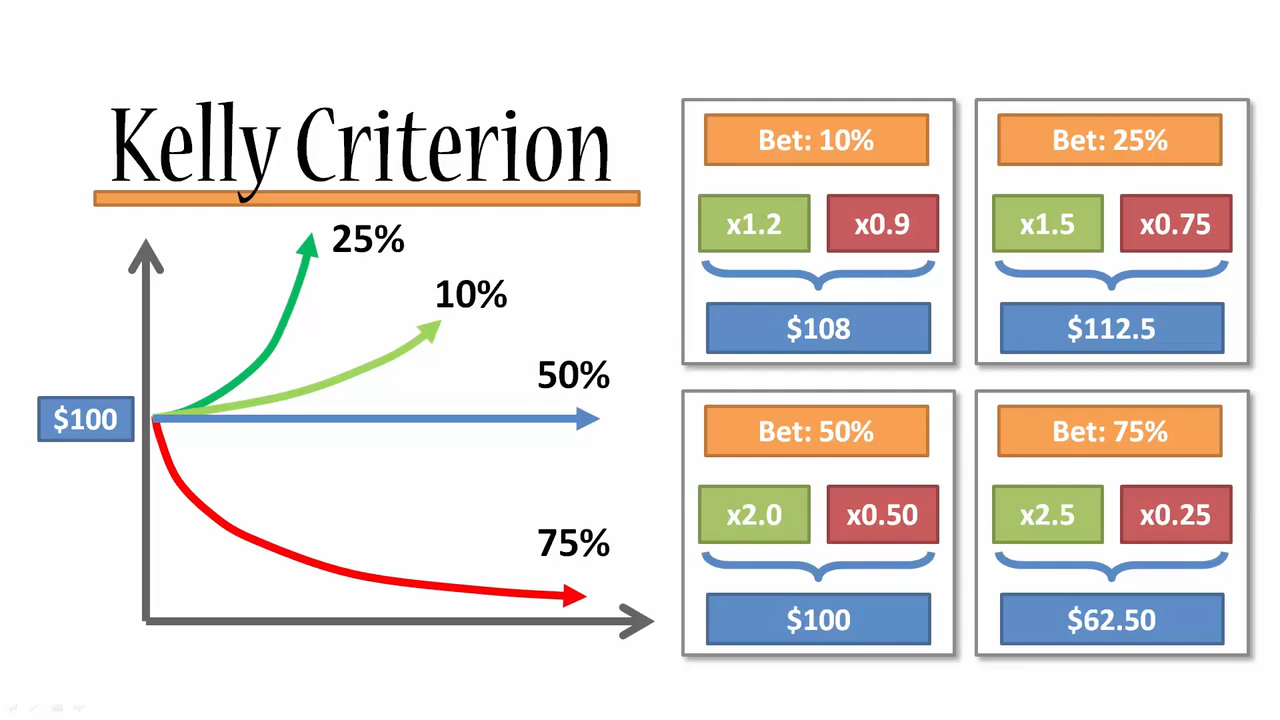 Kelly Criterion
25%
10%
50%
$100
75%
Bet: 10%
x1.2 x0.9
$108
Bet: 25%
x1.5 x0.75
$112.5
Bet: 50%
x2.0 x0.50
$100
Bet: 75%
x2.5 x0.25
$62.50